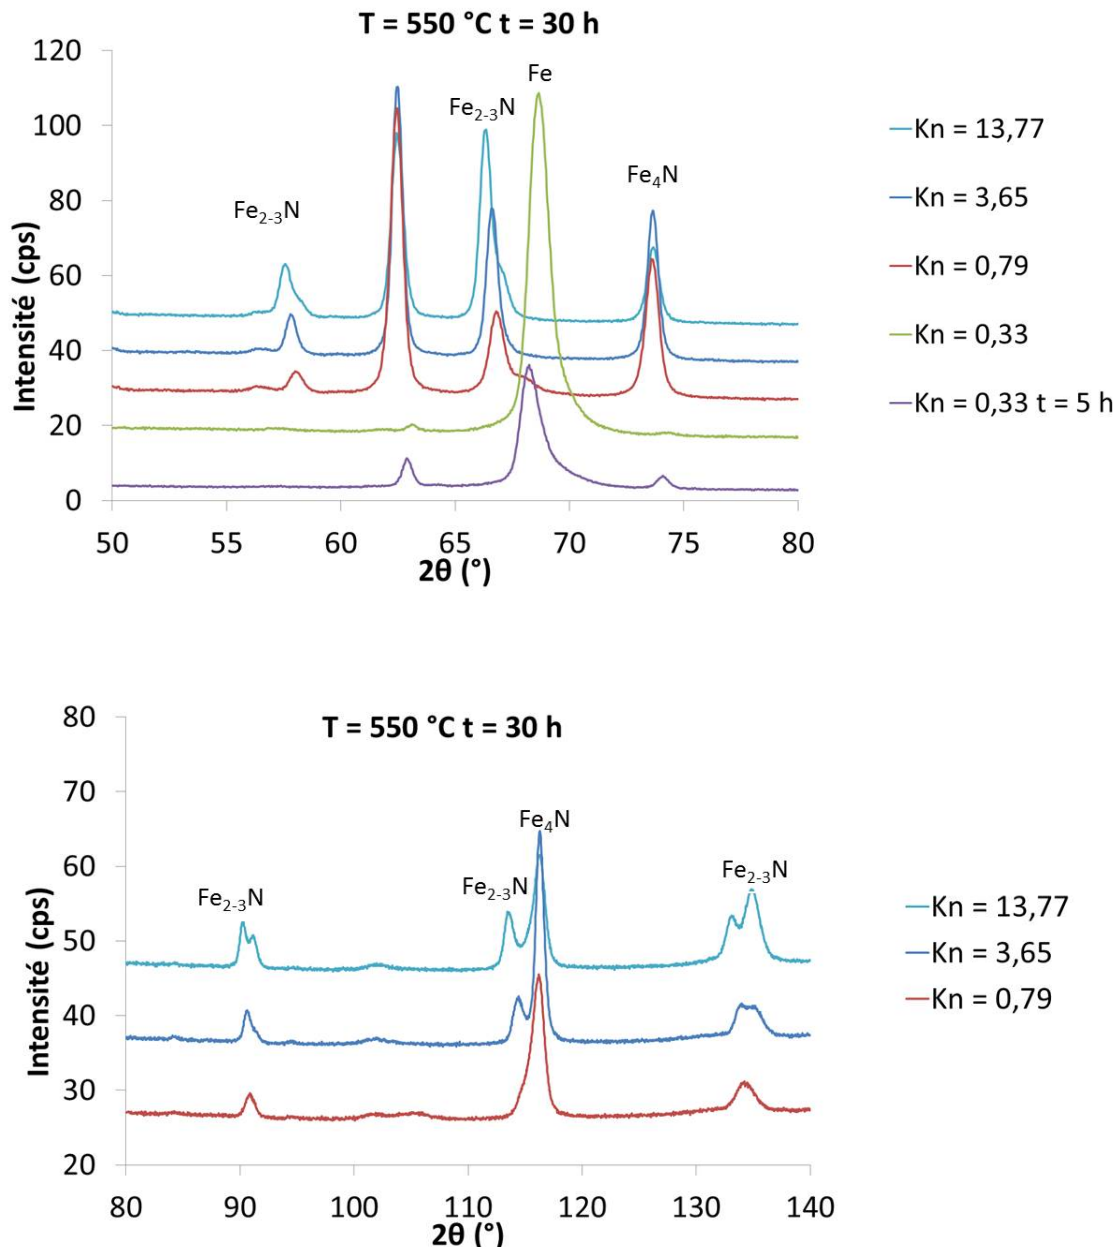 T = 550 °C t = 30 h
120
100
80
60
40
20
0
Intensité (cps)
Fe₂₋₃N
Fe₂₋₃N
Fe
Fe₄N
50 55 60 65 70 75 80
2θ (°)
Kn = 13,77
Kn = 3,65
Kn = 0,79
Kn = 0,33
Kn = 0,33 t = 5 h
T = 550 °C t = 30 h
80
70
60
50
40
30
20
Intensité (cps)
Fe₂₋₃N
Fe₂₋₃N
Fe₄N
Fe₂₋₃N
80 90 100 110 120 130 140
2θ (°)
Kn = 13,77
Kn = 3,65
Kn = 0,79